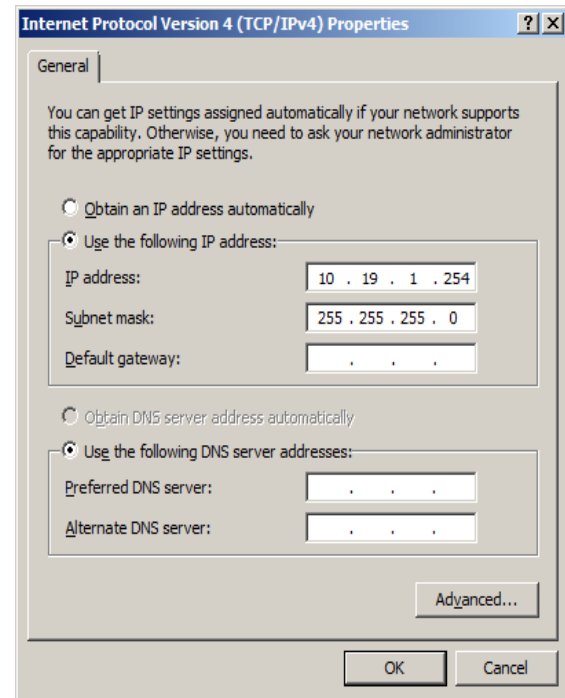 Internet Protocol Version 4 (TCP/IPv4) Properties ? X
General
You can get IP settings assigned automatically if your network supports
this capability. Otherwise, you need to ask your network administrator
for the appropriate IP settings.
Obtain an IP address automatically
Use the following IP address:
IP address: 10 . 19 . 1 . 254
Subnet mask: 255 . 255 . 255 . 0
Default gateway: . . .
Obtain DNS server address automatically
Use the following DNS server addresses:
Preferred DNS server: . . .
Alternate DNS server: . . .
Advanced...
OK Cancel